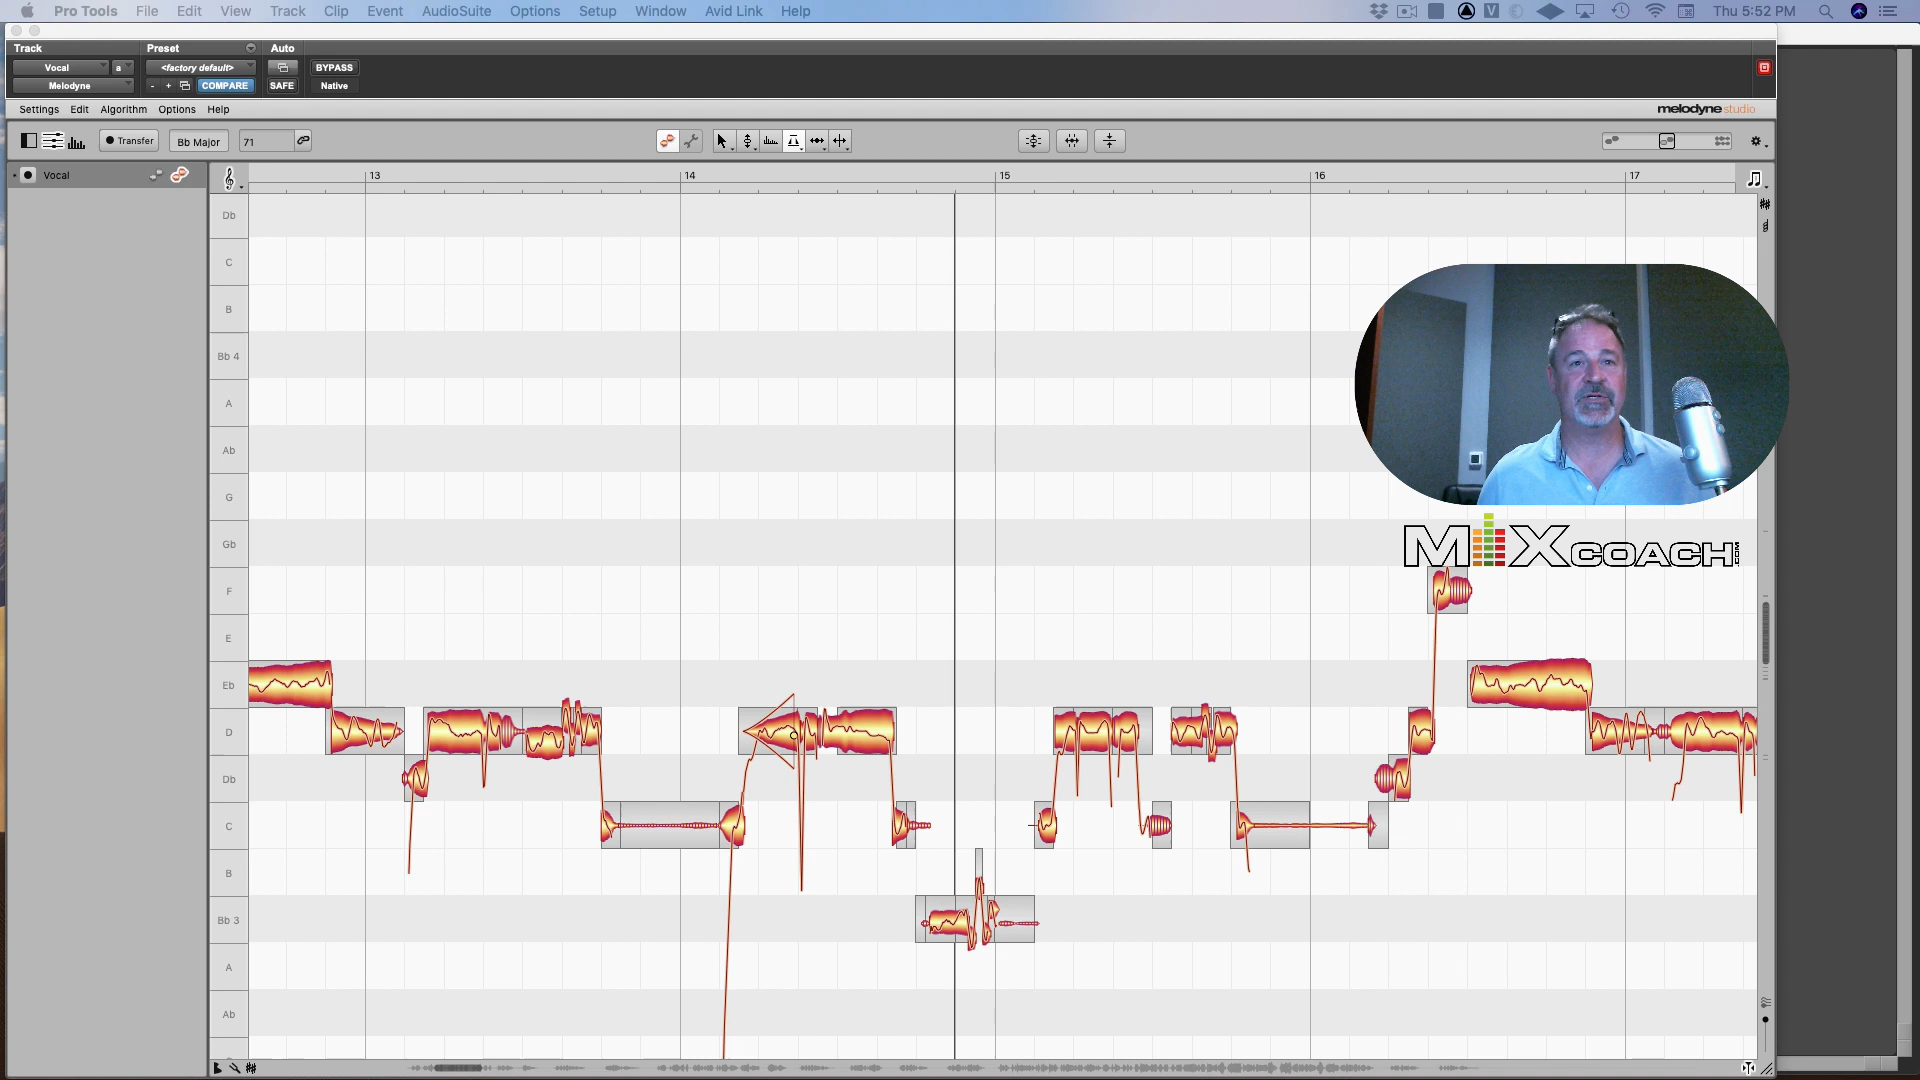 Pro Tools File Edit View Track Clip Event AudioSuite Options Setup Window Avid Link Help Thu 5:52 PM
Track Preset Auto
Vocal a <factory default> BYPASS
Melodyne - + COMPARE SAFE Native
Settings Edit Algorithm Options Help melodyne studio
Transfer Bb Major 71
Vocal 13 14 15 16 17
Db
C
B
Bb 4
A
Ab
G
Gb
MIXCOACH.COM
F
E
Eb
D
Db
C
B
Bb 3
A
Ab